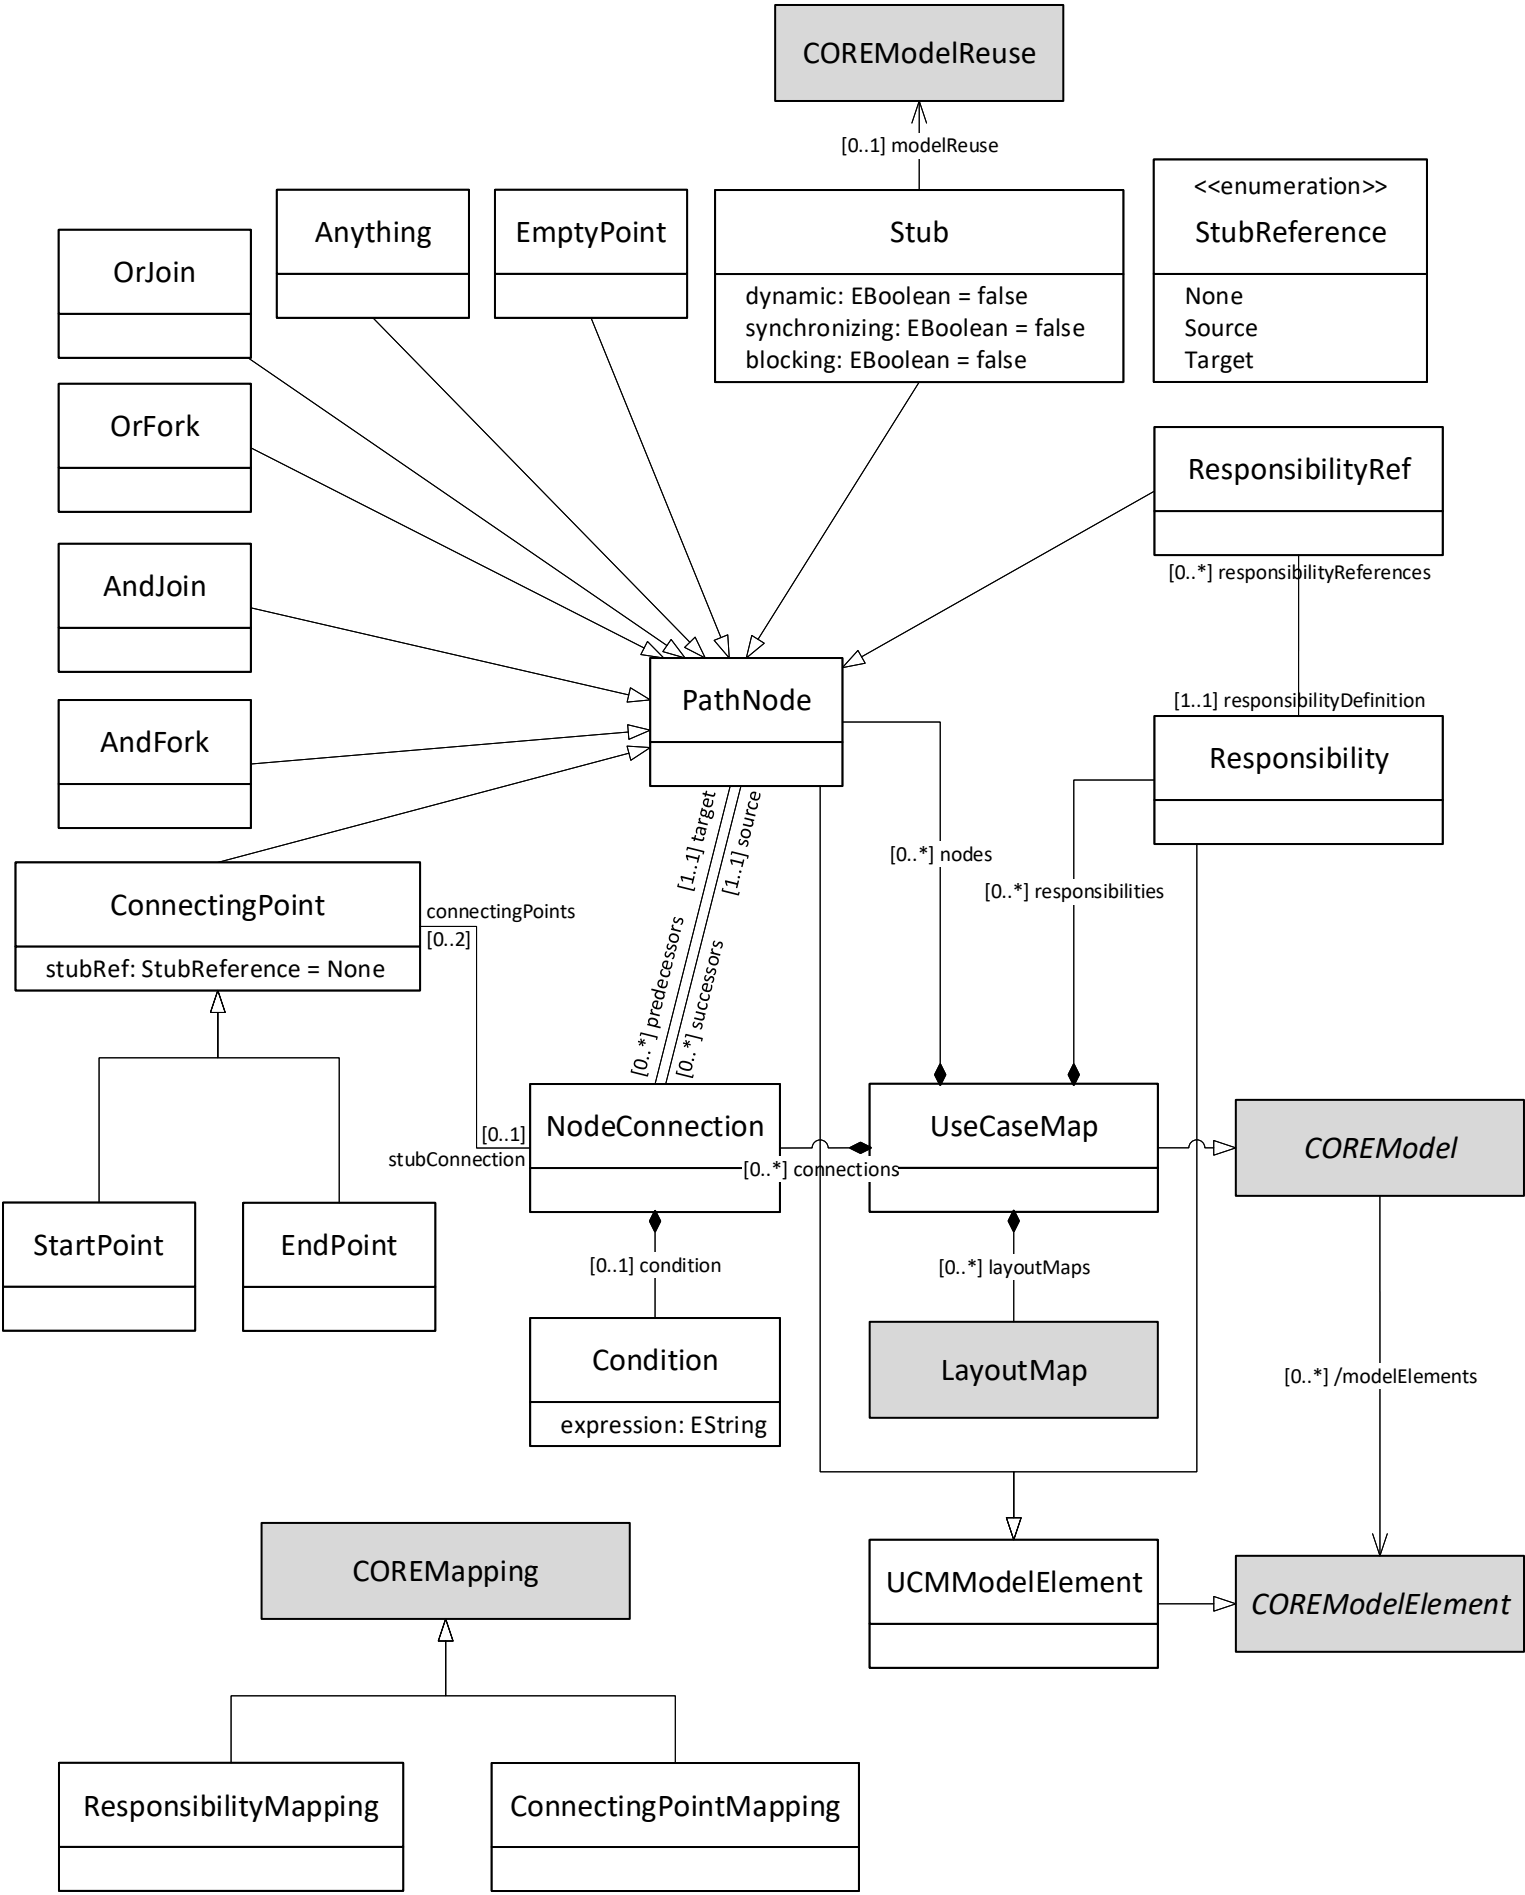 COREModelReuse
[0..1] modelReuse
<<enumeration>>
StubReference
None
Source
Target
Anything
EmptyPoint
Stub
dynamic: EBoolean = false
synchronizing: EBoolean = false
blocking: EBoolean = false
OrJoin
OrFork
ResponsibilityRef
[0..*] responsibilityReferences
AndJoin
PathNode
[1..1] responsibilityDefinition
AndFork
Responsibility
[1..1] target
[1..1] source
[0..*] nodes
[0..*] responsibilities
ConnectingPoint
stubRef: StubReference = None
connectingPoints
[0..2]
[0..*] predecessors
[0..*] successors
[0..1]
stubConnection
NodeConnection
[0..*] connections
UseCaseMap
COREModel
StartPoint
EndPoint
[0..1] condition
[0..*] layoutMaps
Condition
expression: EString
LayoutMap
[0..*] /modelElements
COREMapping
UCMModelElement
COREModelElement
ResponsibilityMapping
ConnectingPointMapping